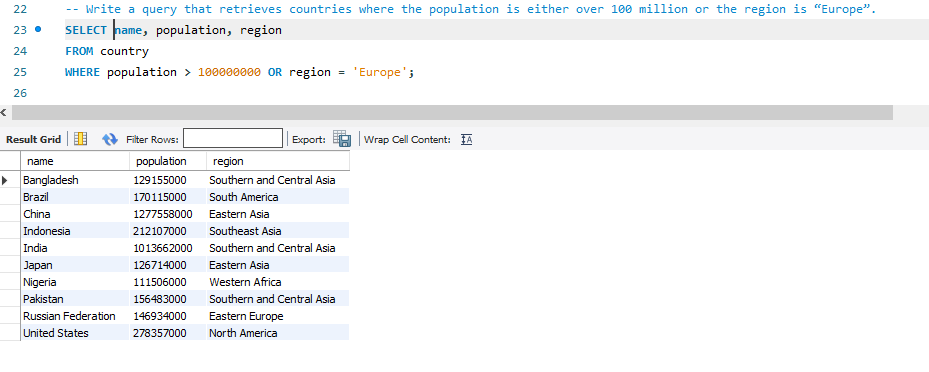 22 -- Write a query that retrieves countries where the population is either over 100 million or the region is “Europe”.
23 SELECT name, population, region
24 FROM country
25 WHERE population > 100000000 OR region = 'Europe';
26
Result Grid Filter Rows: Export: Wrap Cell Content:
name population region
Bangladesh 129155000 Southern and Central Asia
Brazil 170115000 South America
China 1277558000 Eastern Asia
Indonesia 212107000 Southeast Asia
India 1013662000 Southern and Central Asia
Japan 126714000 Eastern Asia
Nigeria 111506000 Western Africa
Pakistan 156483000 Southern and Central Asia
Russian Federation 146934000 Eastern Europe
United States 278357000 North America